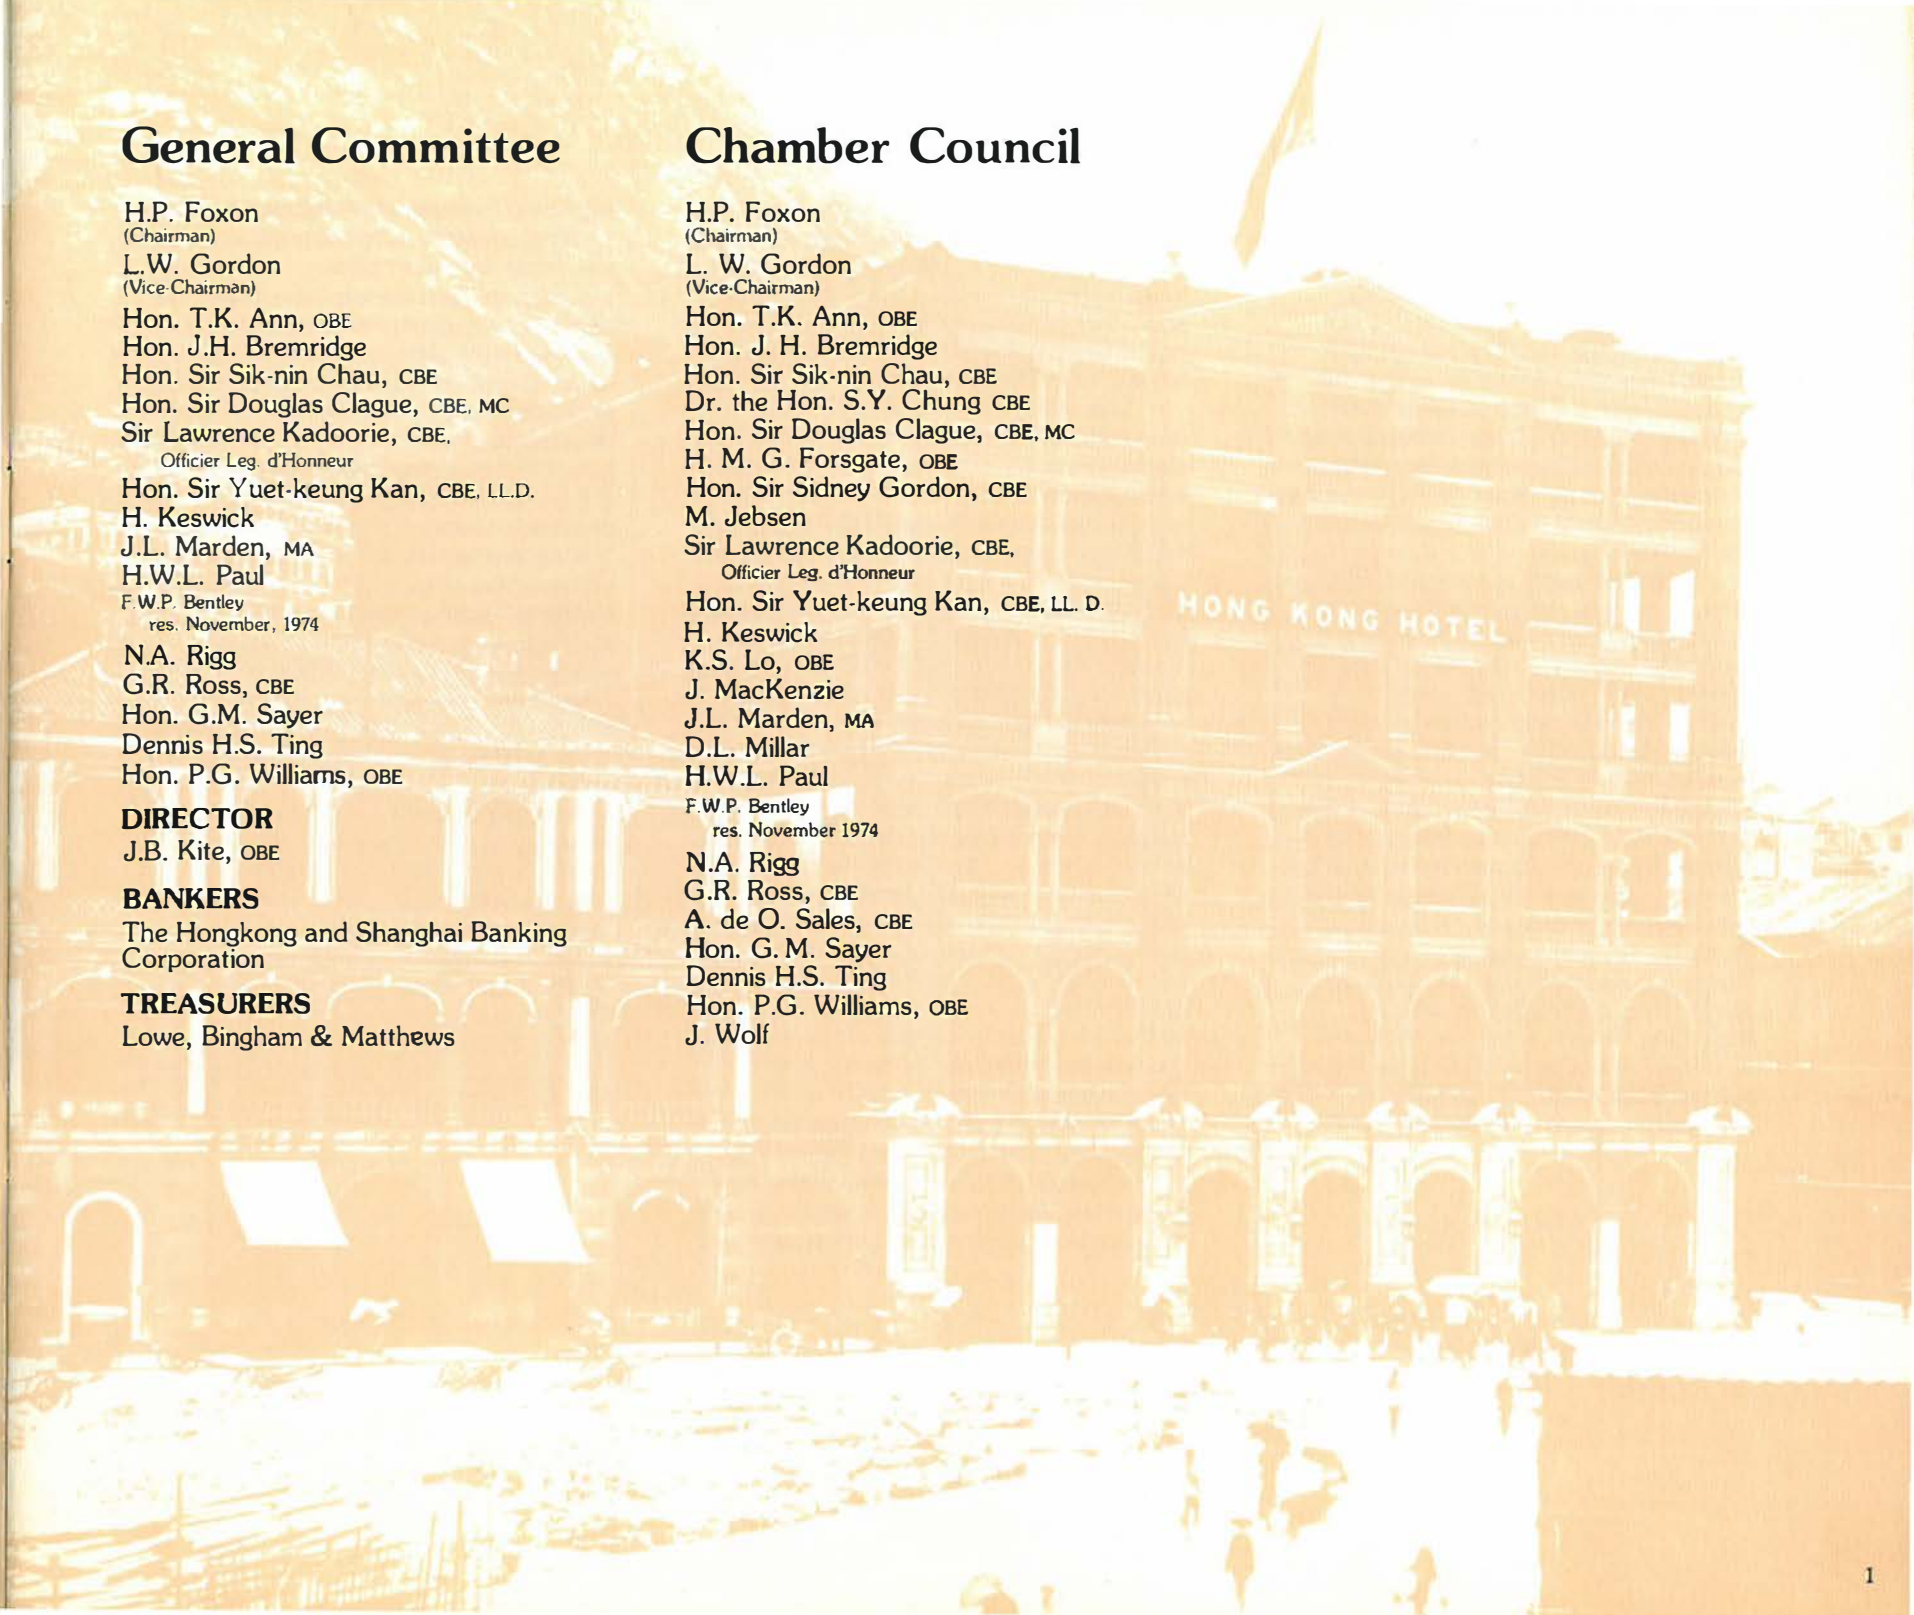 General Committee
H.P. Foxon
(Chairman)
L.W. Gordon
(Vice-Chairman)
Hon. T.K. Ann, OBE
Hon. J.H. Bremridge
Hon. Sir Sik-nin Chau, CBE
Hon. Sir Douglas Clague, CBE, MC
Sir Lawrence Kadoorie, CBE,
Officier Leg. d'Honneur
Hon. Sir Yuet-keung Kan, CBE, LL.D.
H. Keswick
J.L. Marden, MA
H.W.L. Paul
F.W.P. Bentley
res. November, 1974
N.A. Rigg
G.R. Ross, CBE
Hon. G.M. Sayer
Dennis H.S. Ting
Hon. P.G. Williams, OBE
DIRECTOR
J.B. Kite, OBE
BANKERS
The Hongkong and Shanghai Banking
Corporation
TREASURERS
Lowe, Bingham & Matthews
Chamber Council
H.P. Foxon
(Chairman)
L. W. Gordon
(Vice-Chairman)
Hon. T.K. Ann, OBE
Hon. J. H. Bremridge
Hon. Sir Sik-nin Chau, CBE
Dr. the Hon. S.Y. Chung CBE
Hon. Sir Douglas Clague, CBE, MC
H. M. G. Forsgate, OBE
Hon. Sir Sidney Gordon, CBE
M. Jebsen
Sir Lawrence Kadoorie, CBE,
Officier Leg. d'Honneur
Hon. Sir Yuet-keung Kan, CBE, LL. D.
H. Keswick
K.S. Lo, OBE
J. MacKenzie
J.L. Marden, MA
D.L. Millar
H.W.L. Paul
F.W.P. Bentley
res. November 1974
N.A. Rigg
G.R. Ross, CBE
A. de O. Sales, CBE
Hon. G. M. Sayer
Dennis H.S. Ting
Hon. P.G. Williams, OBE
J. Wolf
HONG KONG HOTEL
1